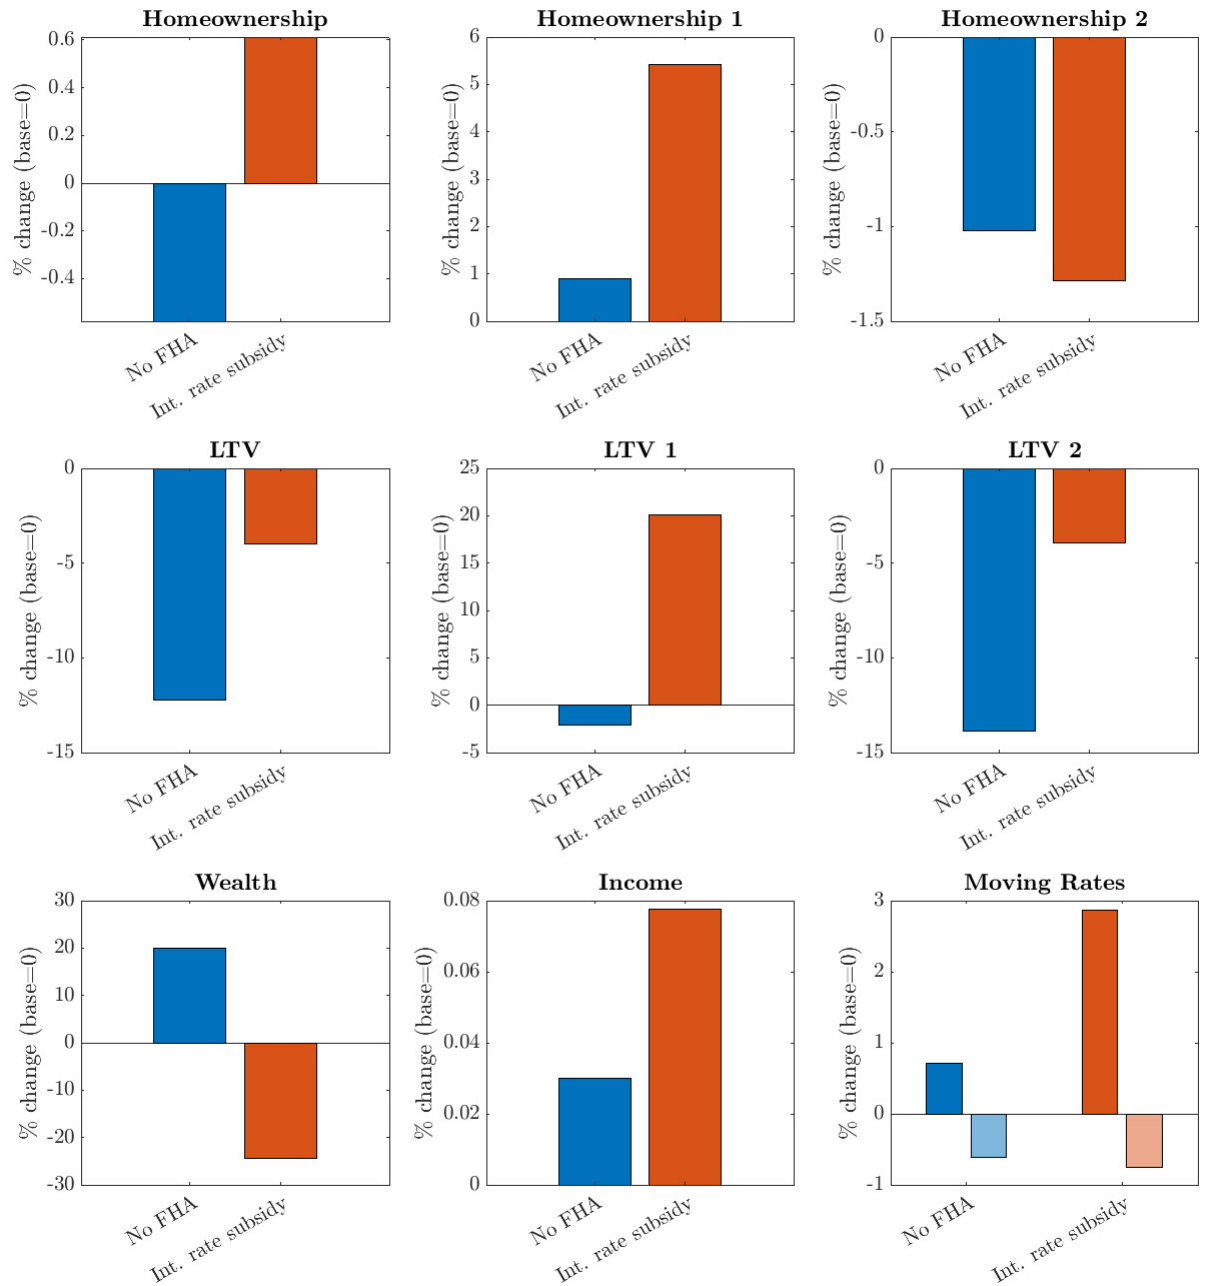 Homeownership
% change (base=0)
0.6
0.4
0.2
0
-0.2
-0.4
No FHA
Int. rate subsidy
Homeownership 1
% change (base=0)
6
5
4
3
2
1
0
No FHA
Int. rate subsidy
Homeownership 2
% change (base=0)
0
-0.5
-1
-1.5
No FHA
Int. rate subsidy
LTV
% change (base=0)
0
-5
-10
-15
No FHA
Int. rate subsidy
LTV 1
% change (base=0)
25
20
15
10
5
0
-5
No FHA
Int. rate subsidy
LTV 2
% change (base=0)
0
-5
-10
-15
No FHA
Int. rate subsidy
Wealth
% change (base=0)
30
20
10
0
-10
-20
-30
No FHA
Int. rate subsidy
Income
% change (base=0)
0.08
0.06
0.04
0.02
0
No FHA
Int. rate subsidy
Moving Rates
% change (base=0)
3
2
1
0
-1
No FHA
Int. rate subsidy